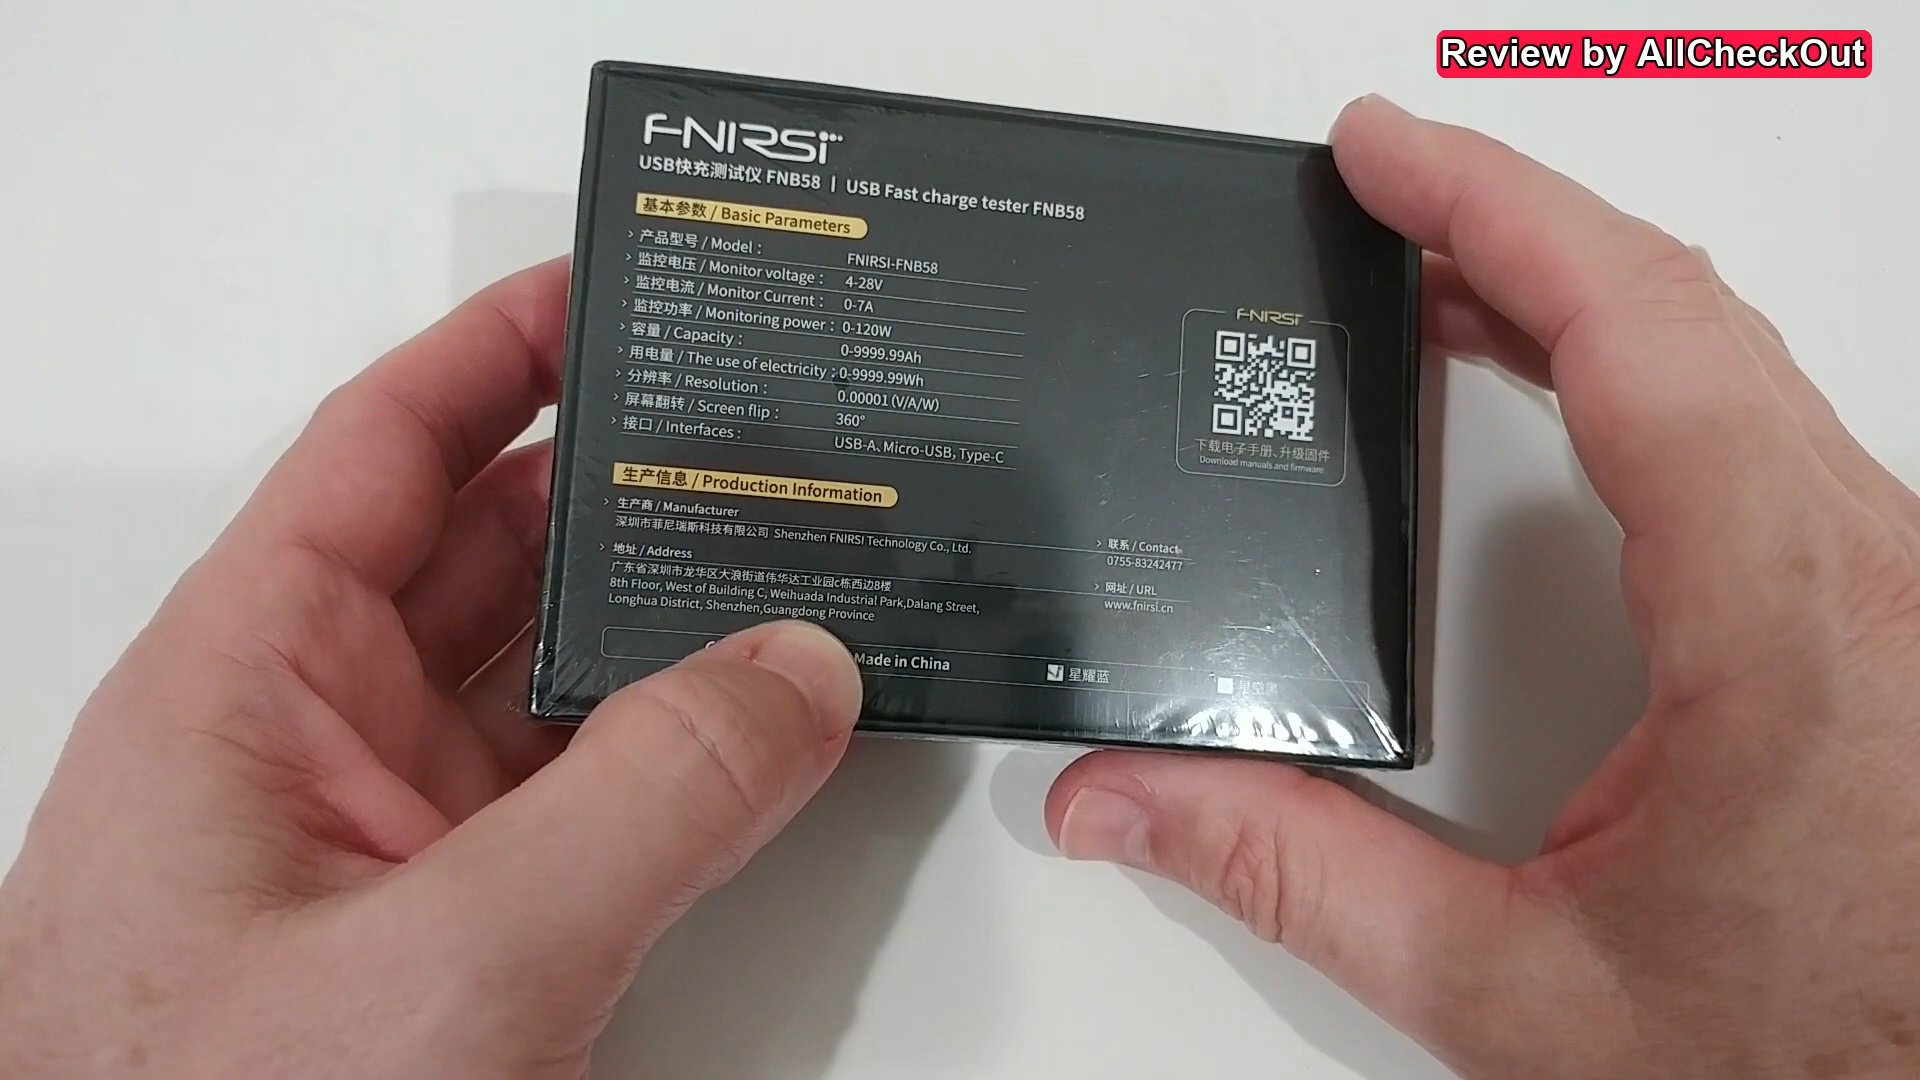 Review by AllCheckOut
FNIRSI
USB快充测试仪 FNB58 | USB Fast charge tester FNB58
基本参数 / Basic Parameters
> 产品型号 / Model : FNIRSI-FNB58
> 监控电压 / Monitor voltage : 4-28V
> 监控电流 / Monitor Current : 0-7A
> 监控功率 / Monitoring power : 0-120W
> 容量 / Capacity : 0-9999.99Ah
> 用电量 / The use of electricity : 0-9999.99Wh
> 分辨率 / Resolution : 0.00001 (V/A/W)
> 屏幕翻转 / Screen flip : 360°
> 接口 / Interfaces : USB-A、Micro-USB, Type-C
FNIRSI
下载电子手册、升级固件
Download manuals and firmware
生产信息 / Production Information
> 生产商 / Manufacturer
深圳市菲尼瑞斯科技有限公司 Shenzhen FNIRSI Technology Co., Ltd.
> 地址 / Address
广东省深圳市龙华区大浪街道伟华达工业园c栋西边8楼
8th Floor, West of Building C, Weihuada Industrial Park,Dalang Street,
Longhua District, Shenzhen,Guangdong Province
> 联系 / Contact
0755-83242477
> 网址 / URL
www.fnirsi.cn
Made in China
星耀蓝